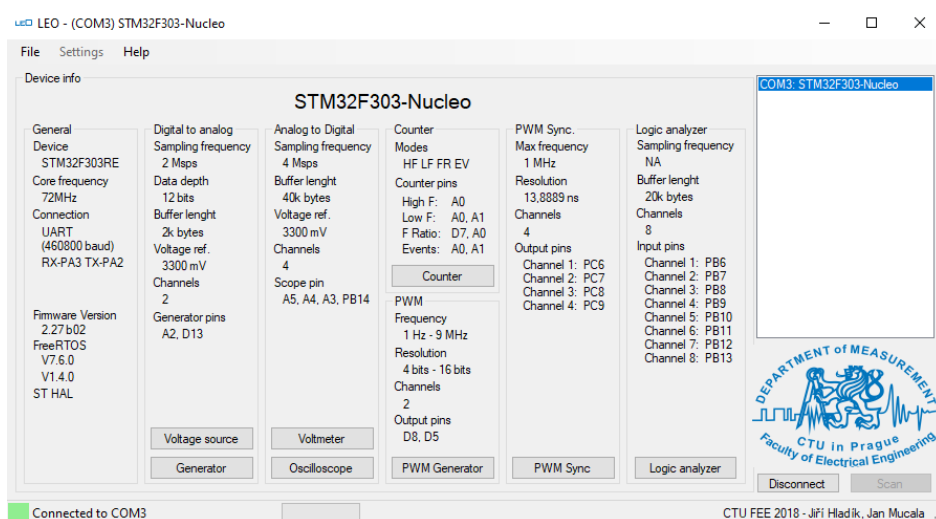 LEO LEO - (COM3) STM32F303-Nucleo
File Settings Help
Device info
STM32F303-Nucleo
General
Device
STM32F303RE
Core frequency
72MHz
Connection
UART
(460800 baud)
RX-PA3 TX-PA2
Firmware Version
2.27 b02
FreeRTOS
V7.6.0
V1.4.0
ST HAL
Digital to analog
Sampling frequency
2 Msps
Data depth
12 bits
Buffer lenght
2k bytes
Voltage ref.
3300 mV
Channels
2
Generator pins
A2, D13
Voltage source
Generator
Analog to Digital
Sampling frequency
4 Msps
Buffer lenght
40k bytes
Voltage ref.
3300 mV
Channels
4
Scope pin
A5, A4, A3, PB14
Voltmeter
Oscilloscope
Counter
Modes
HF LF FR EV
Counter pins
High F: A0
Low F: A0, A1
F Ratio: D7, A0
Events: A0, A1
Counter
PWM
Frequency
1 Hz - 9 MHz
Resolution
4 bits - 16 bits
Channels
2
Output pins
D8, D5
PWM Generator
PWM Sync.
Max frequency
1 MHz
Resolution
13,8889 ns
Channels
4
Output pins
Channel 1: PC6
Channel 2: PC7
Channel 3: PC8
Channel 4: PC9
PWM Sync
Logic analyzer
Sampling frequency
NA
Buffer lenght
20k bytes
Channels
8
Input pins
Channel 1: PB6
Channel 2: PB7
Channel 3: PB8
Channel 4: PB9
Channel 5: PB10
Channel 6: PB11
Channel 7: PB12
Channel 8: PB13
Logic analyzer
COM3: STM32F303-Nucleo
DEPARTMENT of MEASUREMENT
CTU in Prague
Faculty of Electrical Engineering
Disconnect
Scan
Connected to COM3
CTU FEE 2018 - Jiří Hladík, Jan Mucala